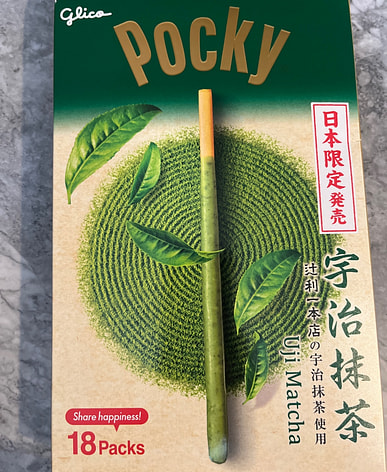 glico
Pocky
日本限定発売
宇治抹茶
辻利一本店の宇治抹茶使用
Uji Matcha
Share happiness!
18 Packs